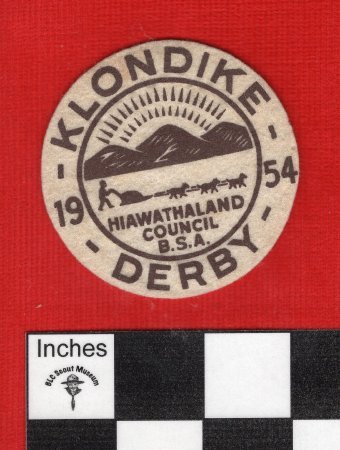 KLONDIKE
19 54
HIAWATHALAND
COUNCIL
B.S.A.
DERBY
Inches
BLC Scout Museum